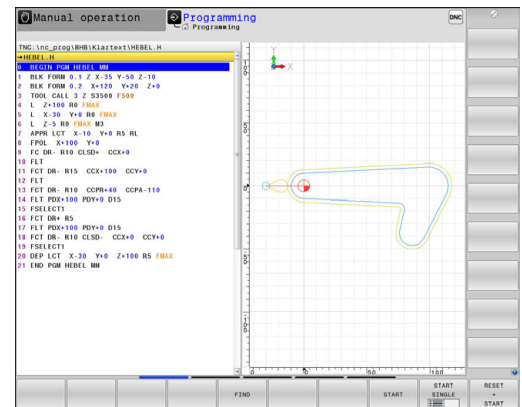 Manual operation
Programming
Programming
DNC
TNC:\nc_prog\BHB\Klartext\HEBEL.H
→HEBEL.H
0 BEGIN PGM HEBEL MM
1 BLK FORM 0.1 Z X-35 Y-50 Z-10
2 BLK FORM 0.2 X+120 Y+20 Z+0
3 TOOL CALL 3 Z S3500 F500
4 L Z+100 R0 FMAX
5 L X-30 Y+0 R0 FMAX
6 L Z-5 R0 FMAX M3
7 APPR LCT X-10 Y+0 R5 RL
8 FPOL X+100 Y+0
9 FC DR- R10 CLSD+ CCX+0
10 FLT
11 FCT DR- R15 CCX+100 CCY+0
12 FLT
13 FCT DR- R10 CCPR+40 CCPA-110
14 FLT PDX+100 PDY+0 D15
15 FSELECT1
16 FCT DR+ R5
17 FLT PDX+100 PDY+0 D15
18 FCT DR- R10 CLSD- CCX+0 CCY+0
19 FSELECT1
20 DEP LCT X-30 Y+0 Z+100 R5 FMAX
21 END PGM HEBEL MM
Y
X
0
50
100
FIND
START
START
SINGLE
RESET
+
START